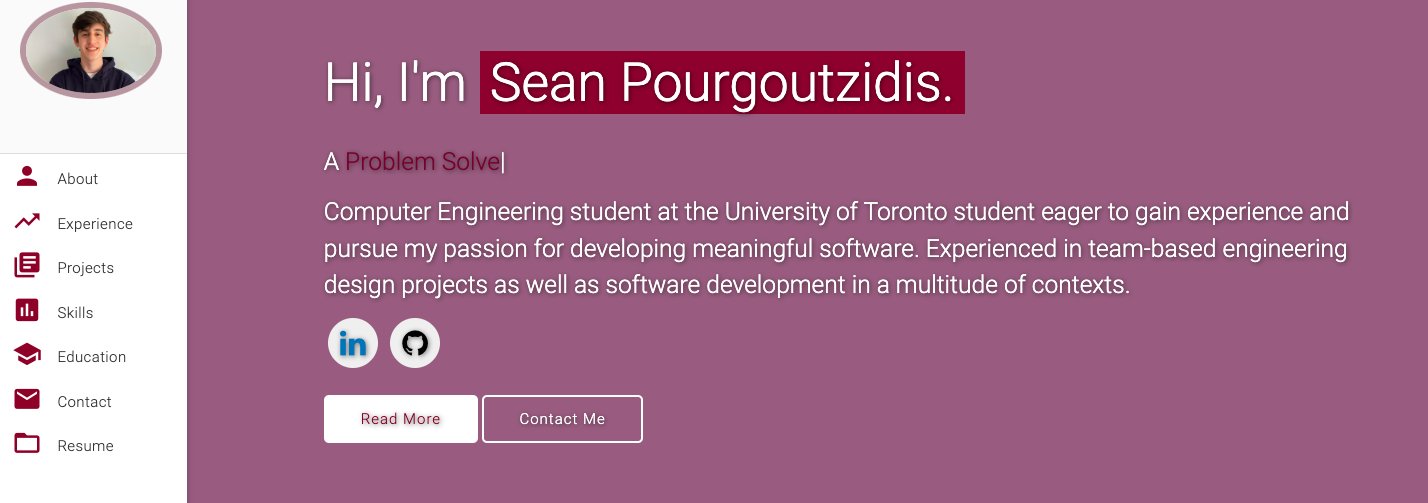 About
Experience
Projects
Skills
Education
Contact
Resume
Hi, I'm Sean Pourgoutzidis.
A Problem Solve|
Computer Engineering student at the University of Toronto student eager to gain experience and
pursue my passion for developing meaningful software. Experienced in team-based engineering
design projects as well as software development in a multitude of contexts.
in
Read More
Contact Me